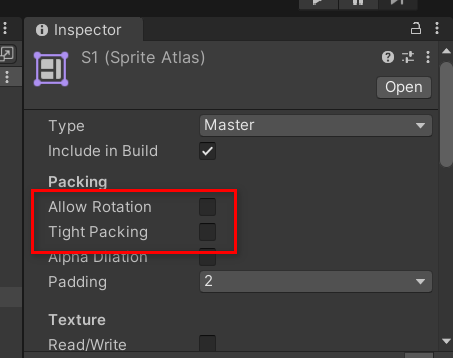 Inspector
S1 (Sprite Atlas)
Open
Type Master
Include in Build
Packing
Allow Rotation
Tight Packing
Alpha Dilation
Padding 2
Texture
Read/Write